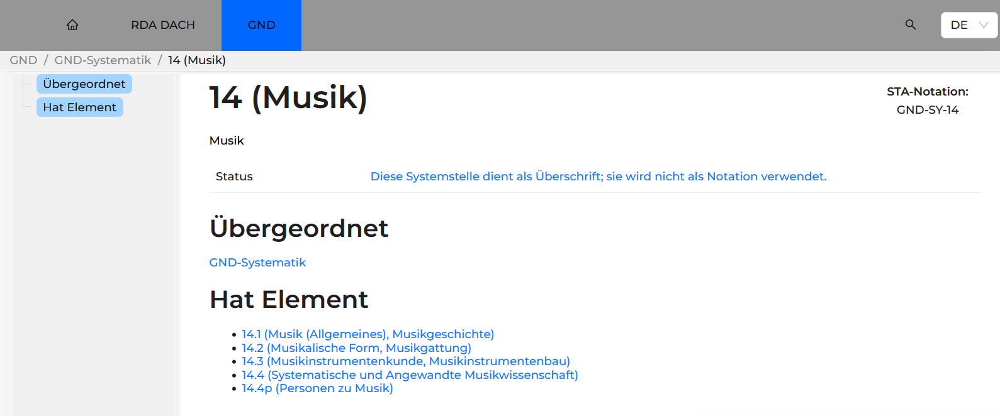 RDA DACH GND DE
GND / GND-Systematik / 14 (Musik)
Übergeordnet
Hat Element
14 (Musik)
STA-Notation:
GND-SY-14
Musik
Status Diese Systemstelle dient als Überschrift; sie wird nicht als Notation verwendet.
Übergeordnet
GND-Systematik
Hat Element
• 14.1 (Musik (Allgemeines), Musikgeschichte)
• 14.2 (Musikalische Form, Musikgattung)
• 14.3 (Musikinstrumentenkunde, Musikinstrumentenbau)
• 14.4 (Systematische und Angewandte Musikwissenschaft)
• 14.4p (Personen zu Musik)